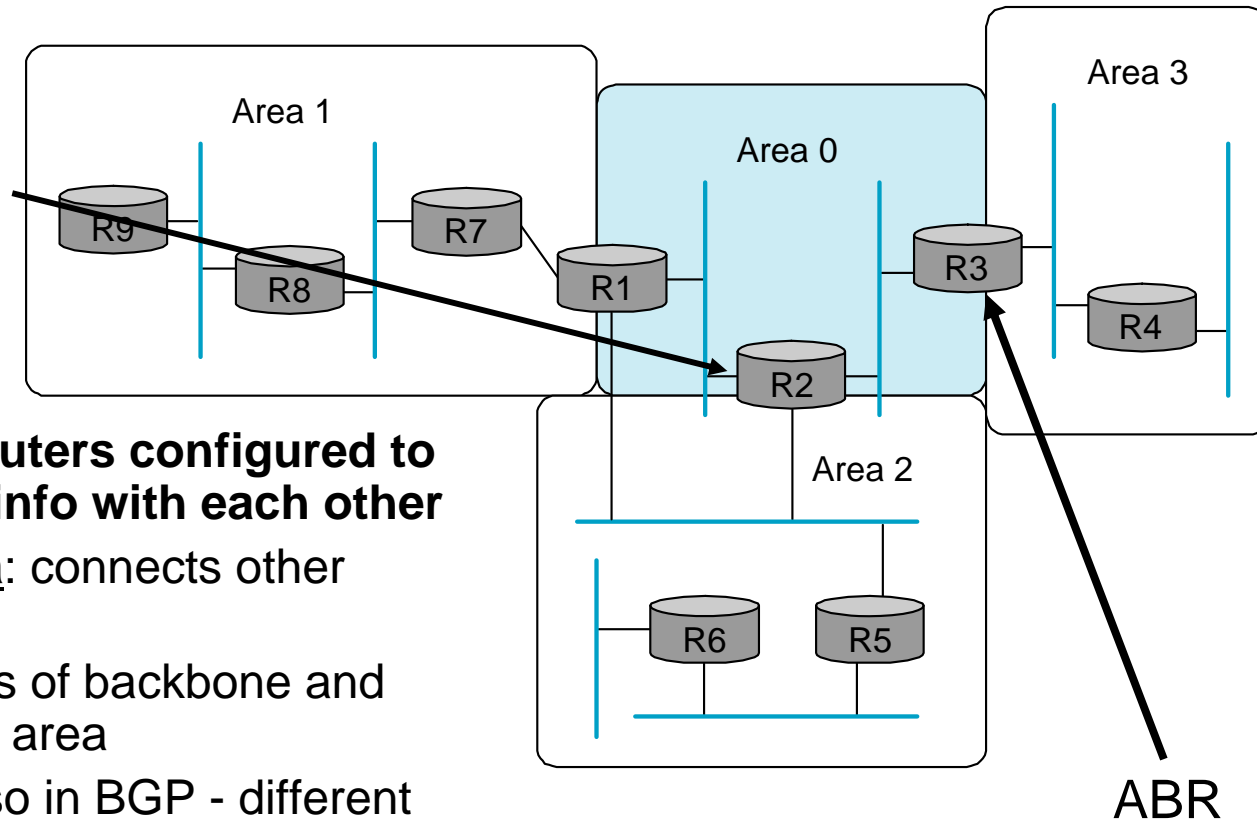 Area 3
Area 1
Area 0
R9
R7
R8
R1
R3
R4
R2
uters configured to
info with each other
Area 2
: connects other
R6
R5
s of backbone and
area
so in BGP - different
ABR